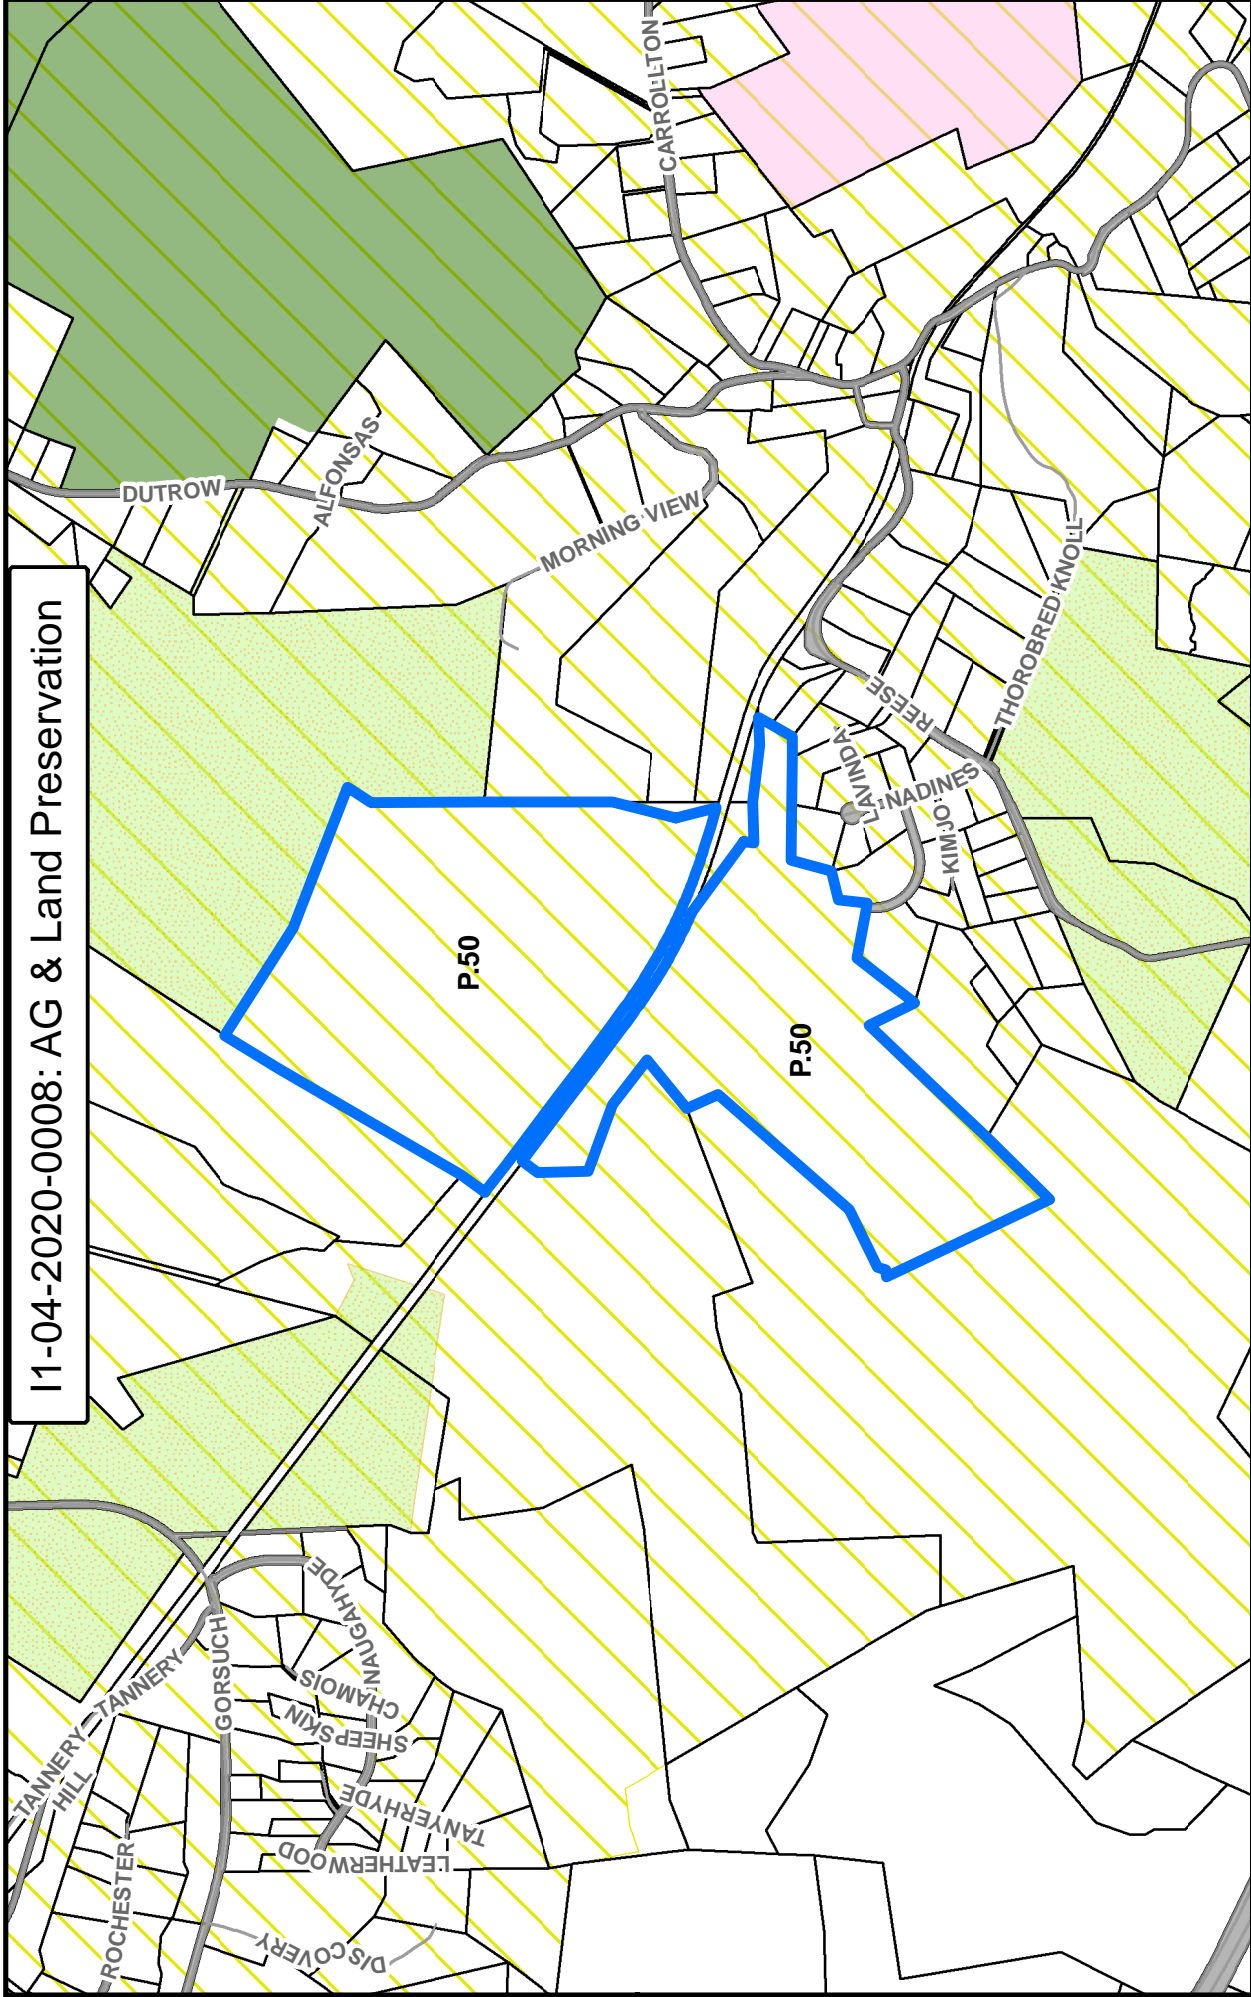 I1-04-2020-0008: AG & Land Preservation
TANNERY
HILL
TANNERY
ROCHESTER
GORSUCH
DISCOVERY
LEATHERWOOD
TANYERHYDE
SHEEPSKIN
CHAMOIS
NAUGAHYDE
P.50
P.50
DUTROW
ALFONSAS
MORNING VIEW
CARROLLTON
REESE
LAVINDA
NADINES
KIMJO
THOROBRED KNOLL